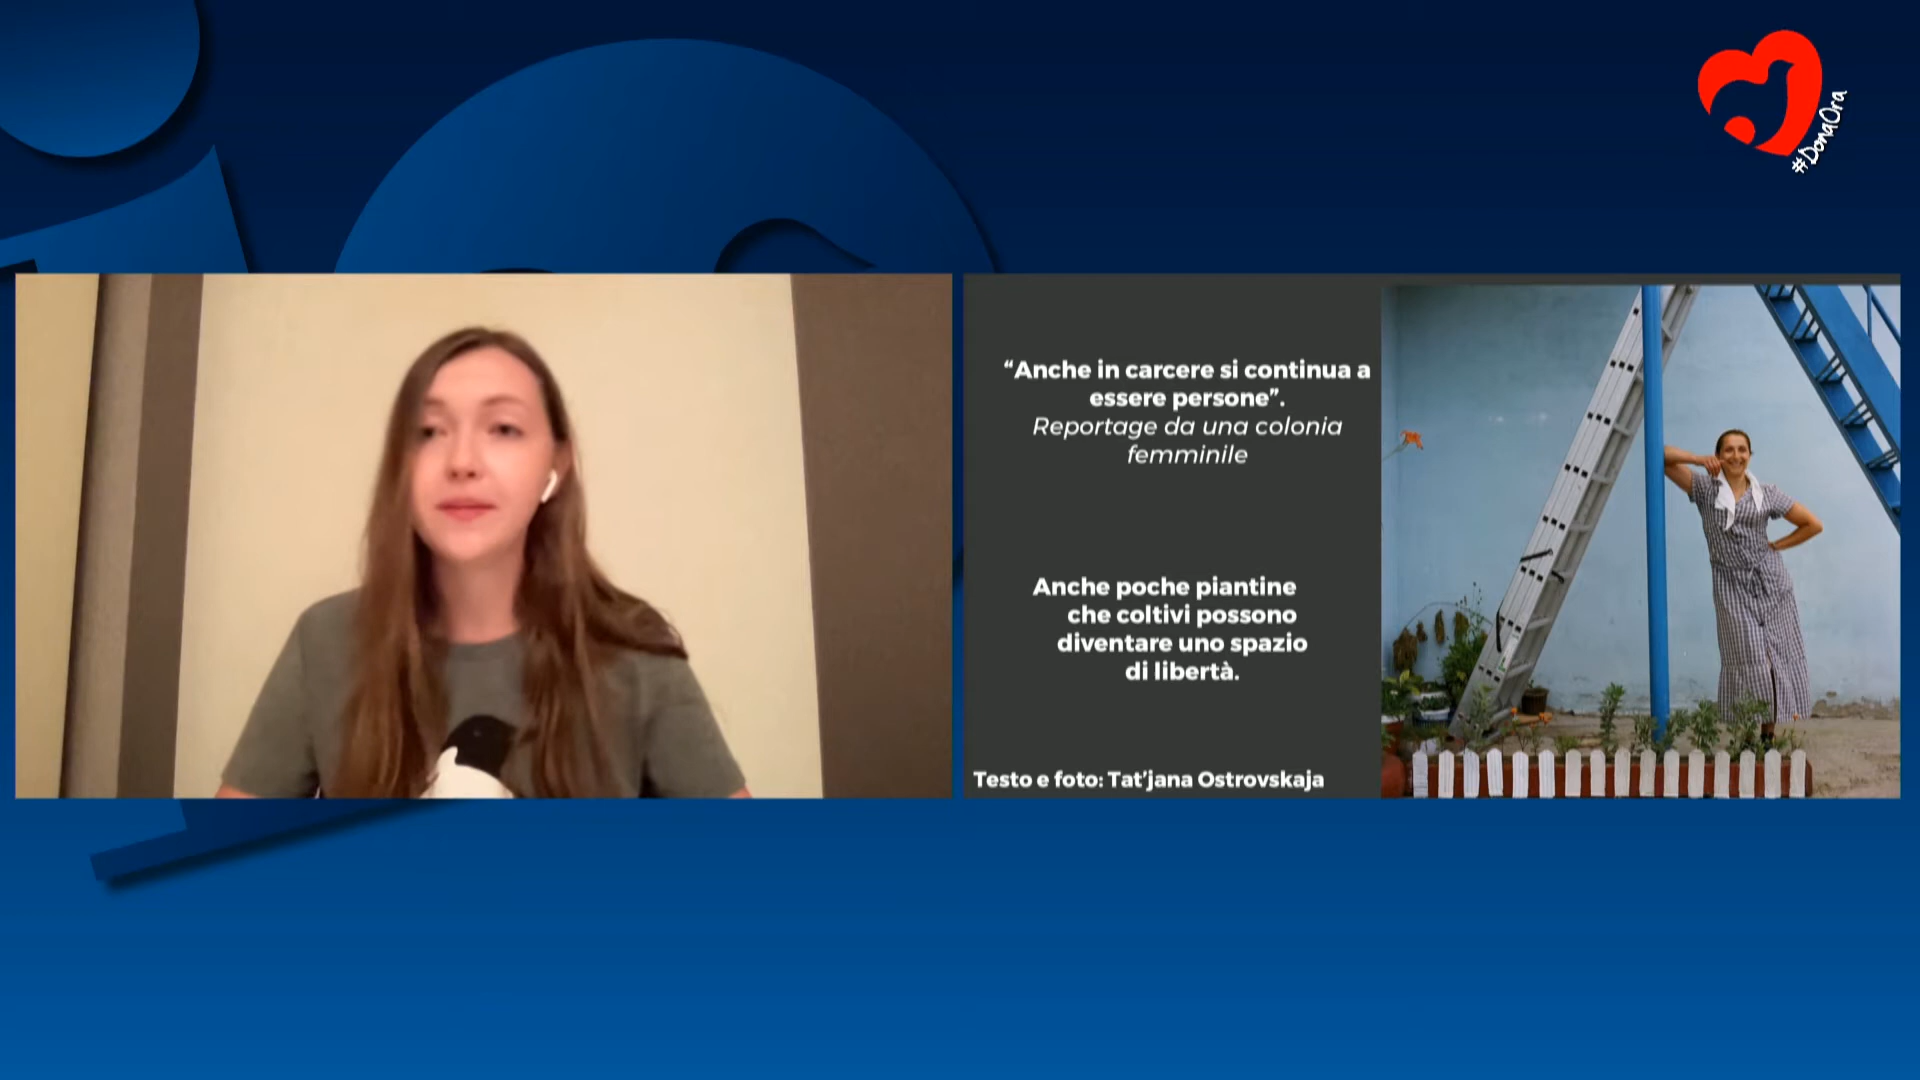 #DonaOra
“Anche in carcere si continua a
essere persone”.
Reportage da una colonia
femminile
Anche poche piantine
che coltivi possono
diventare uno spazio
di libertà.
Testo e foto: Tat’jana Ostrovskaja